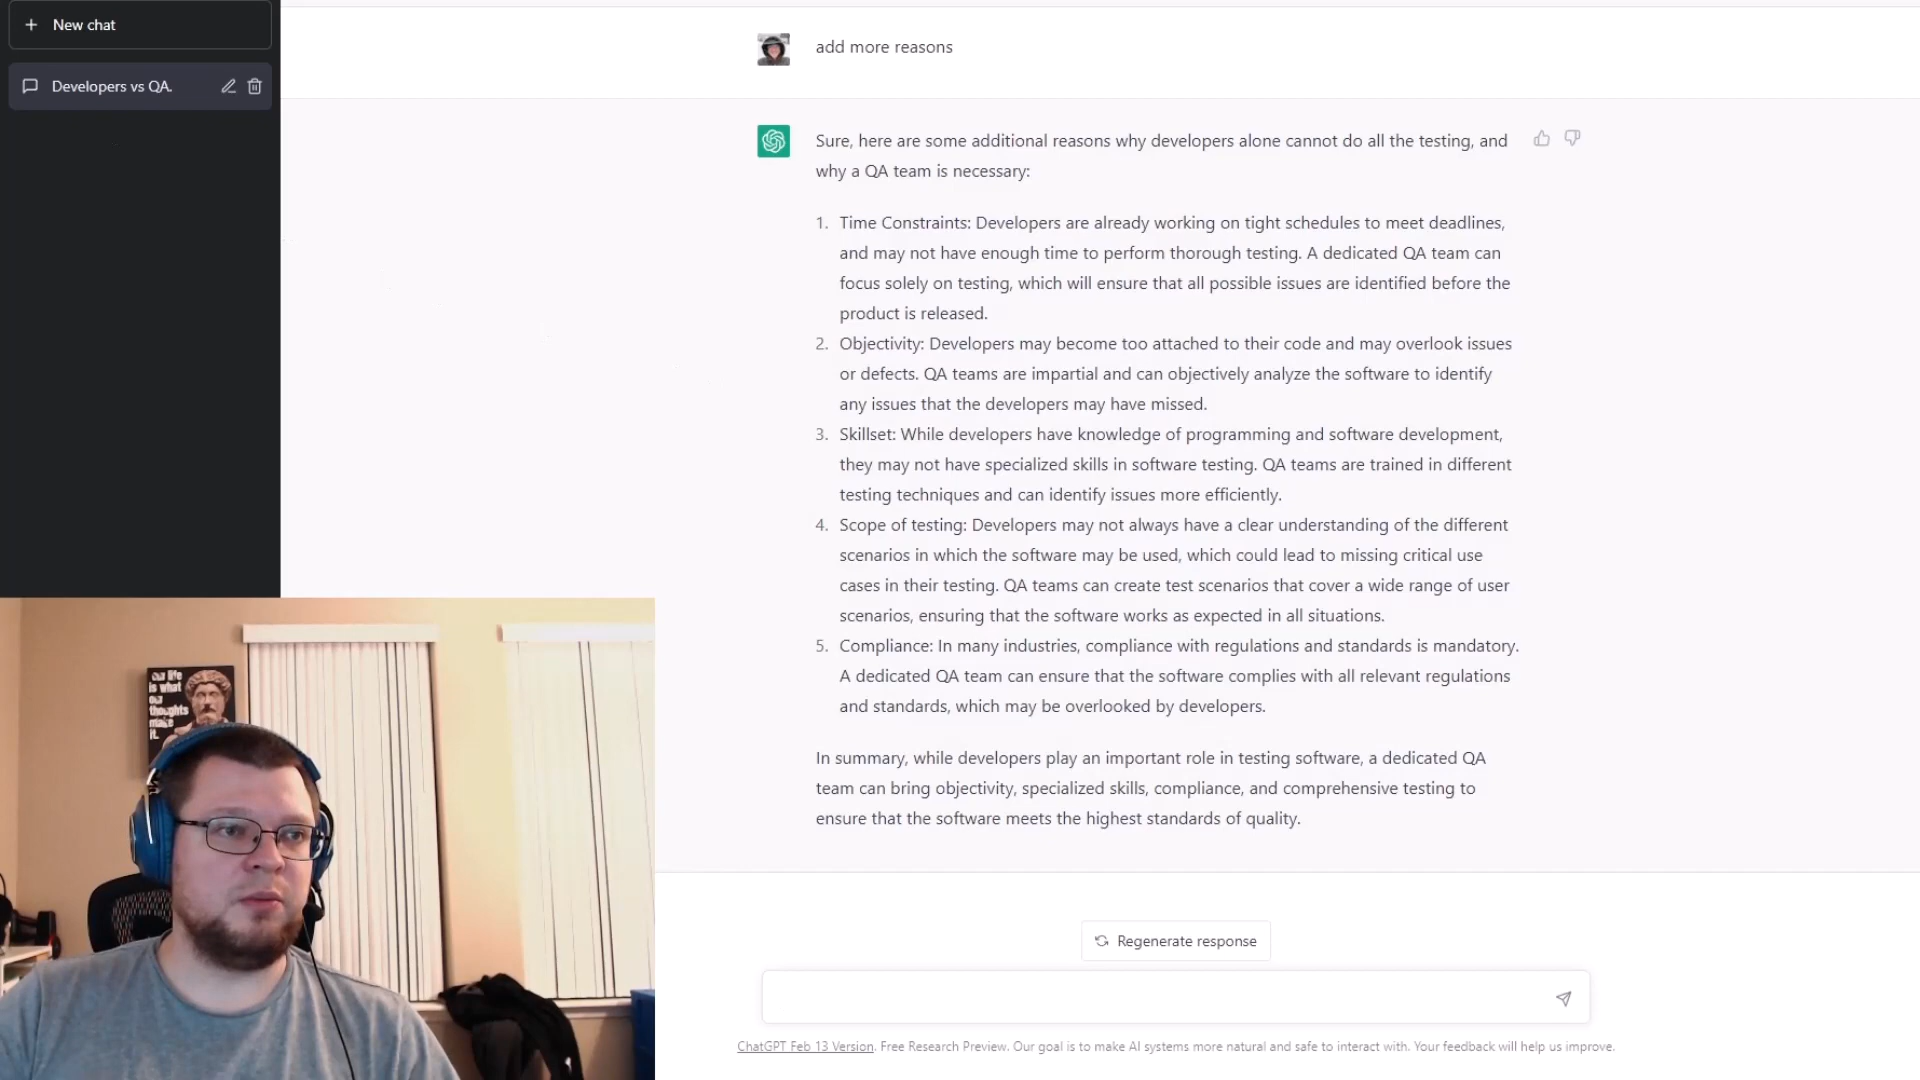 New chat
Developers vs QA.
add more reasons
Sure, here are some additional reasons why developers alone cannot do all the testing, and
why a QA team is necessary:
1. Time Constraints: Developers are already working on tight schedules to meet deadlines,
and may not have enough time to perform thorough testing. A dedicated QA team can
focus solely on testing, which will ensure that all possible issues are identified before the
product is released.
2. Objectivity: Developers may become too attached to their code and may overlook issues
or defects. QA teams are impartial and can objectively analyze the software to identify
any issues that the developers may have missed.
3. Skillset: While developers have knowledge of programming and software development,
they may not have specialized skills in software testing. QA teams are trained in different
testing techniques and can identify issues more efficiently.
4. Scope of testing: Developers may not always have a clear understanding of the different
scenarios in which the software may be used, which could lead to missing critical use
cases in their testing. QA teams can create test scenarios that cover a wide range of user
scenarios, ensuring that the software works as expected in all situations.
5. Compliance: In many industries, compliance with regulations and standards is mandatory.
A dedicated QA team can ensure that the software complies with all relevant regulations
and standards, which may be overlooked by developers.
In summary, while developers play an important role in testing software, a dedicated QA
team can bring objectivity, specialized skills, compliance, and comprehensive testing to
ensure that the software meets the highest standards of quality.
Regenerate response
ChatGPT Feb 13 Version. Free Research Preview. Our goal is to make AI systems more natural and safe to interact with. Your feedback will help us improve.
our life
is what
our
thoughts
make
it.